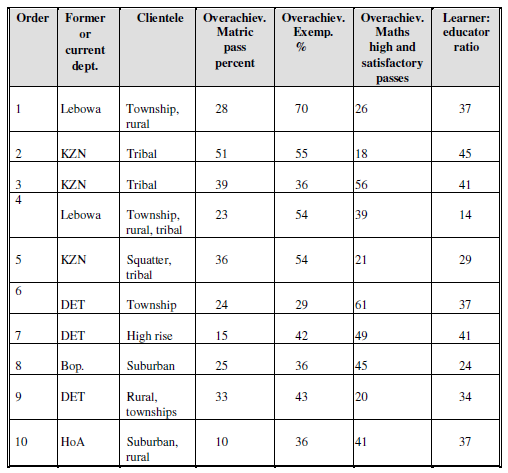 Order Former or current dept. Clientele Overachiev. Matric pass percent Overachiev. Exemp. % Overachiev. Maths high and satisfactory passes Learner: educator ratio
1 Lebowa Township, rural 28 70 26 37
2 KZN Tribal 51 55 18 45
3 KZN Tribal 39 36 56 41
4 Lebowa Township, rural, tribal 23 54 39 14
5 KZN Squatter, tribal 36 54 21 29
6 DET Township 24 29 61 37
7 DET High rise 15 42 49 41
8 Bop. Suburban 25 36 45 24
9 DET Rural, townships 33 43 20 34
10 HoA Suburban, rural 10 36 41 37